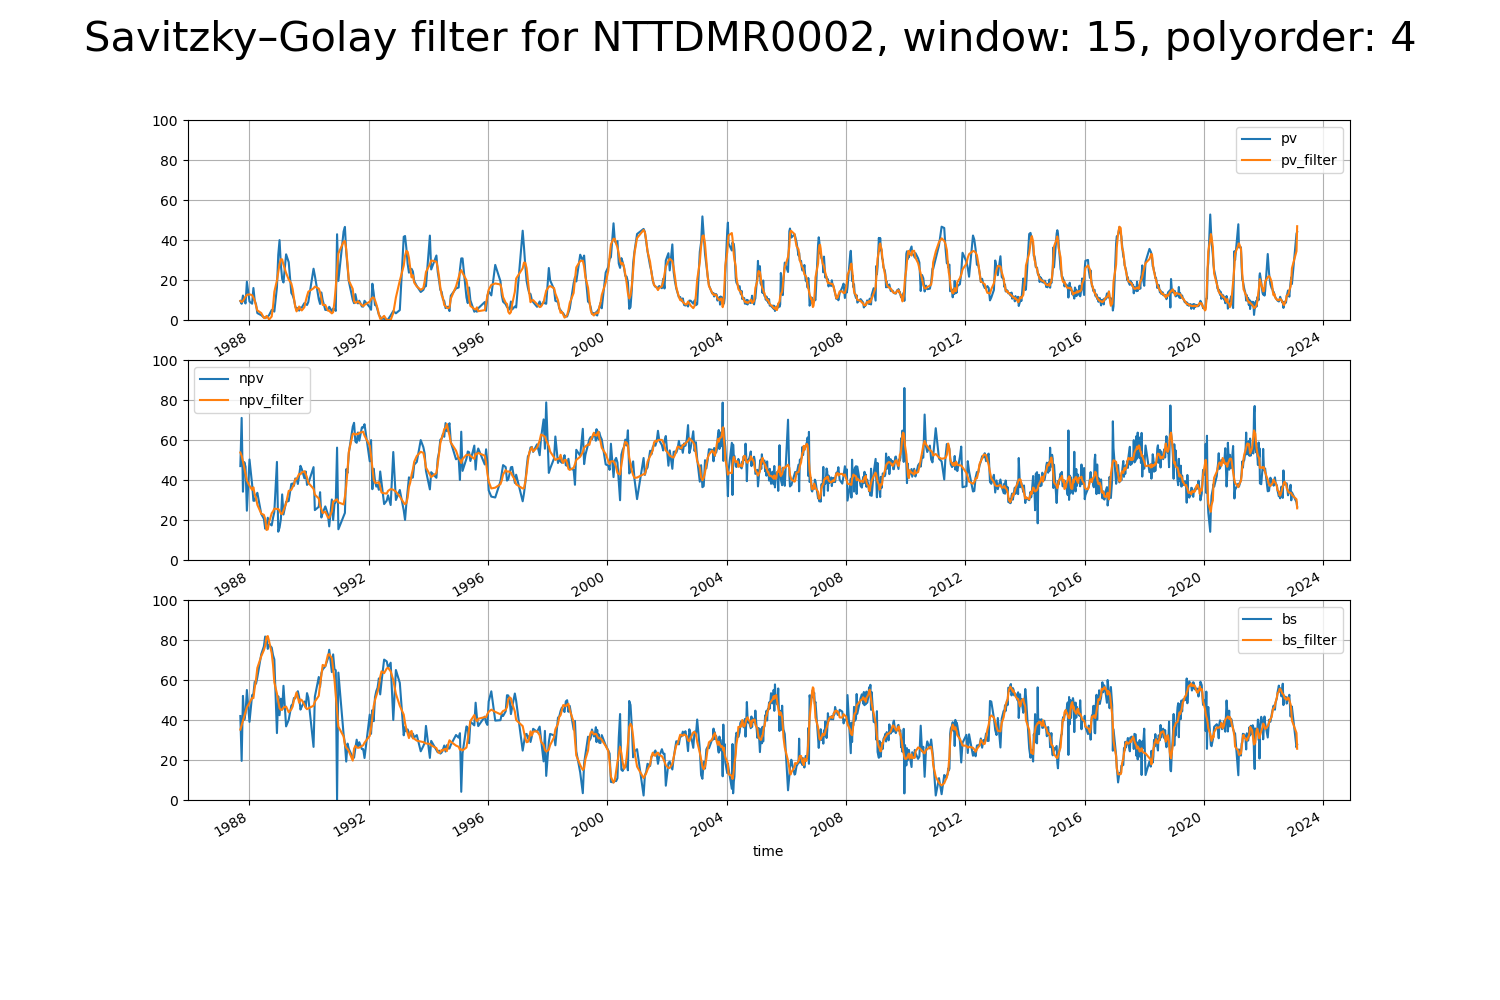 Savitzky–Golay filter for NTTDMR0002, window: 15, polyorder: 4
100
80
60
40
20
0
pv
pv_filter
1988 1992 1996 2000 2004 2008 2012 2016 2020 2024
100
80
60
40
20
0
npv
npv_filter
1988 1992 1996 2000 2004 2008 2012 2016 2020 2024
100
80
60
40
20
0
bs
bs_filter
1988 1992 1996 2000 2004 2008 2012 2016 2020 2024
time